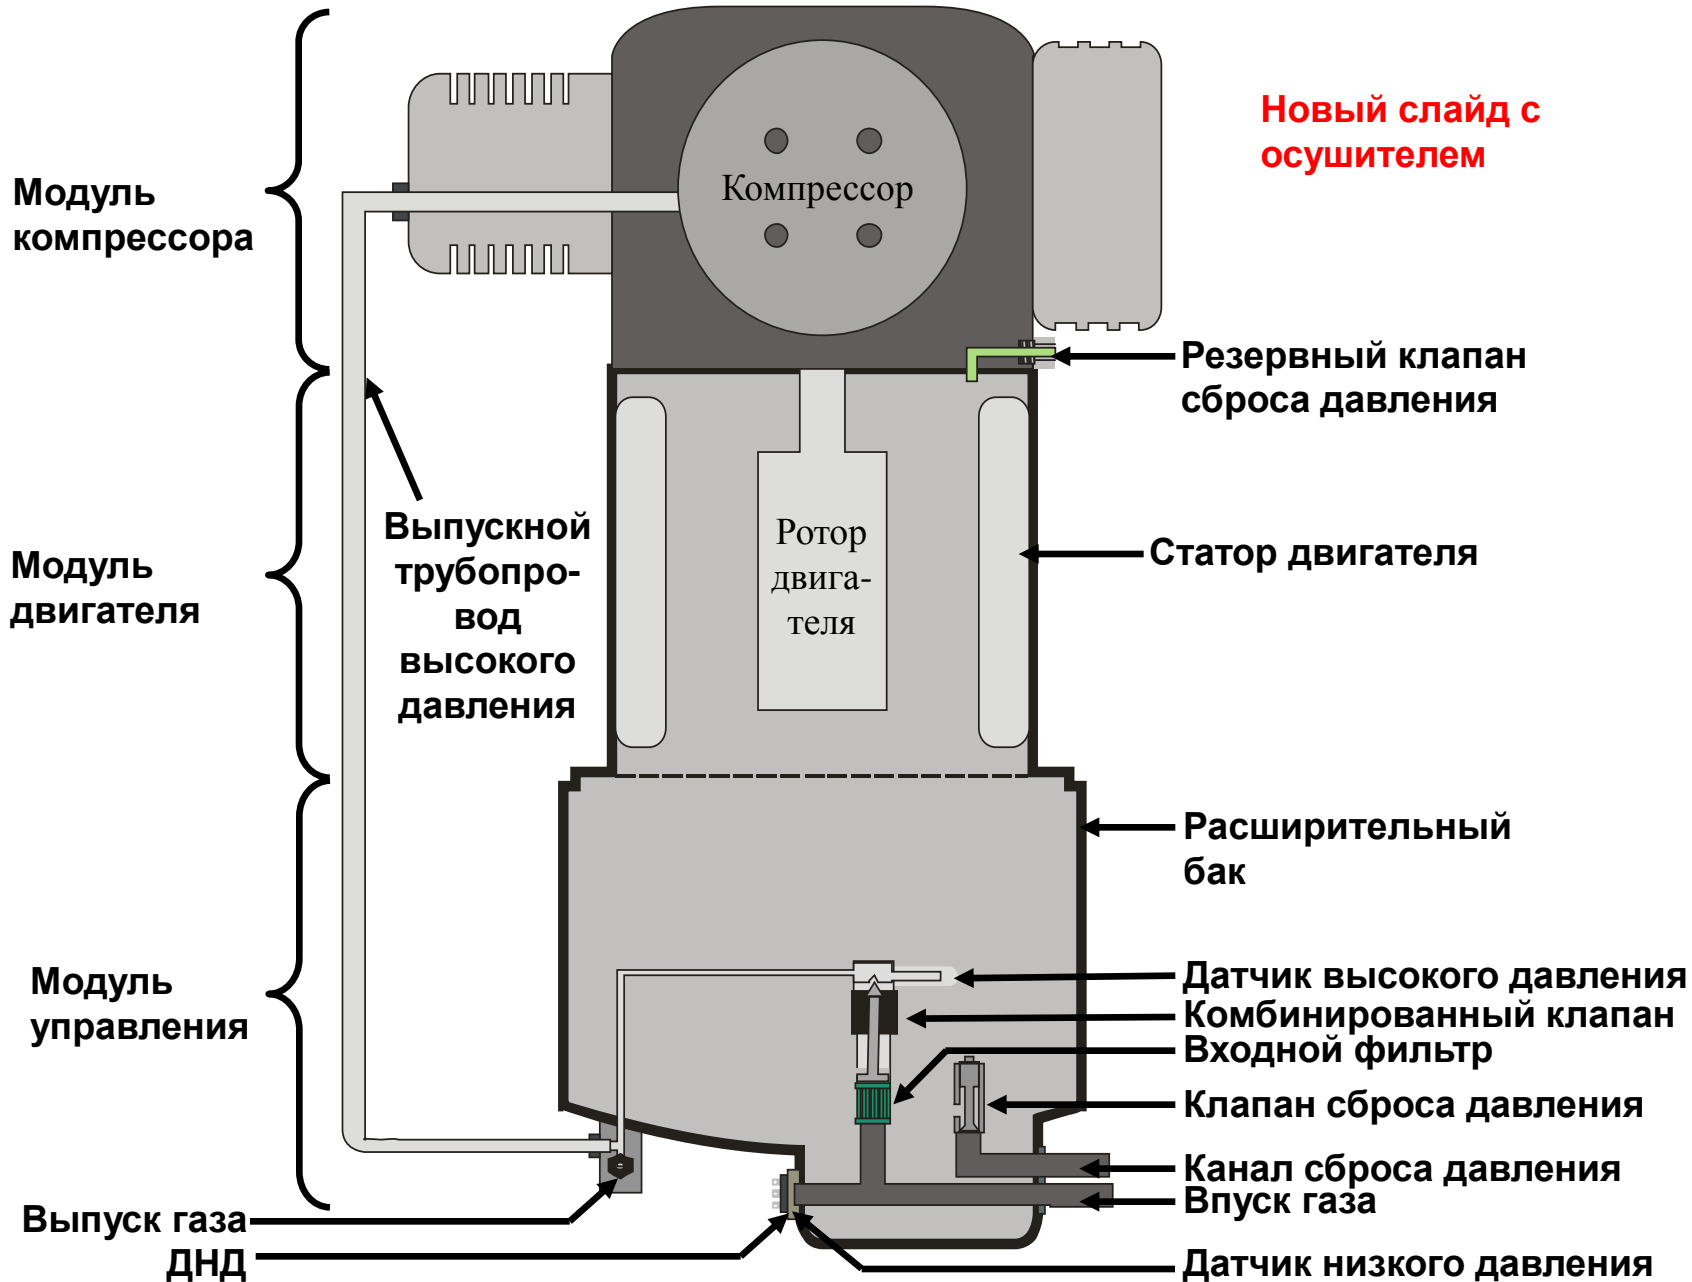 Новый слайд с
осушителем
Компрессор
Модуль
компрессора
Резервный клапан
сброса давления
Выпускной
трубопро-
вод
высокого
давления
Ротор
двига-
теля
Статор двигателя
Модуль
двигателя
Расширительный
бак
Модуль
управления
Датчик высокого давления
Комбинированный клапан
Входной фильтр
Клапан сброса давления
Канал сброса давления
Впуск газа
Выпуск газа
ДНД
Датчик низкого давления